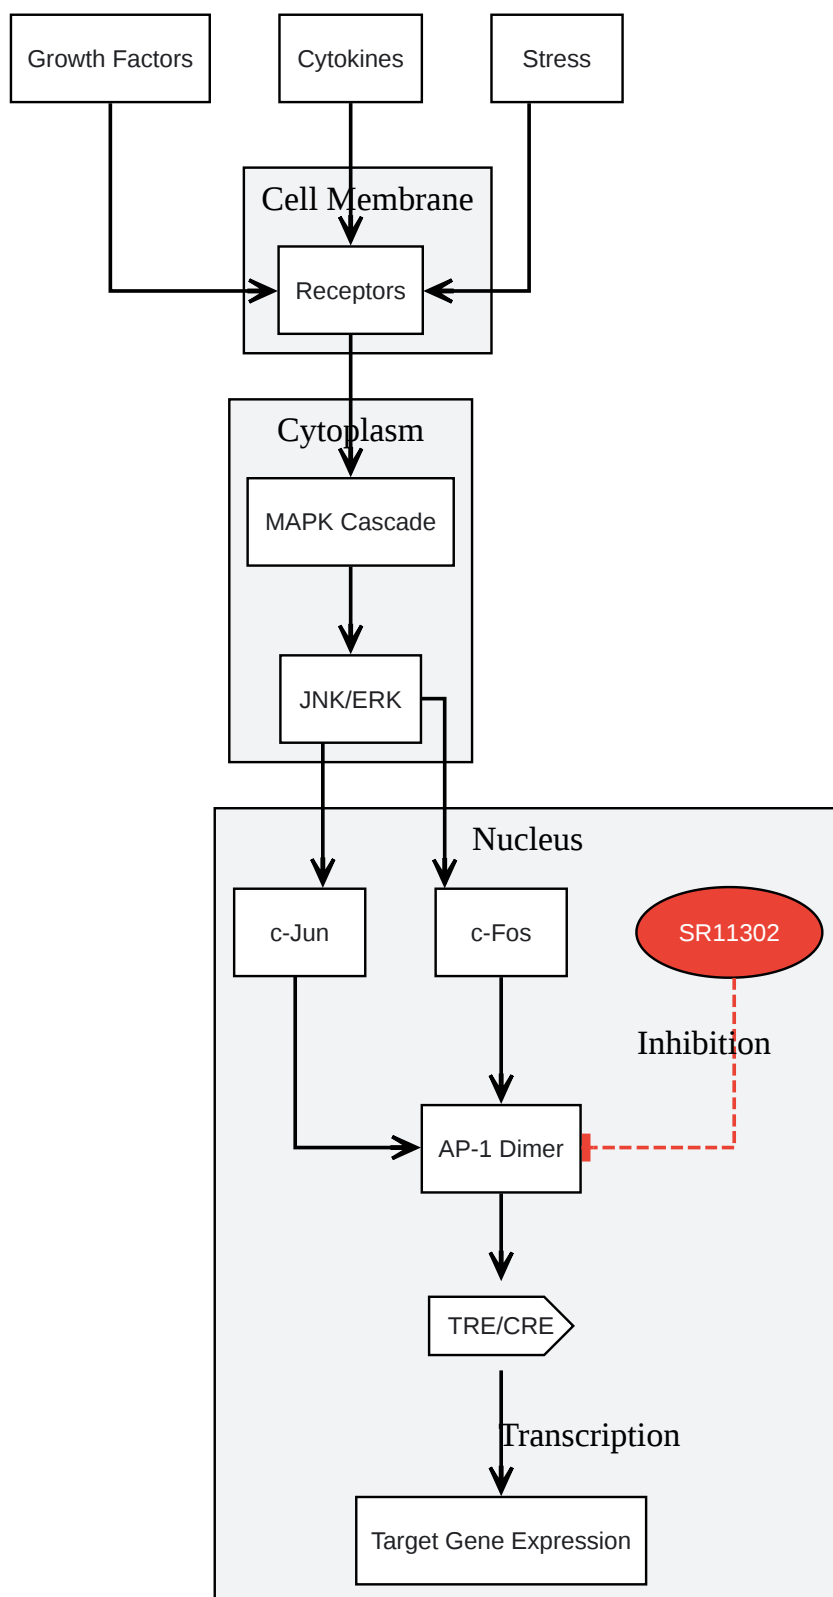 Growth Factors
Cytokines
Stress
Cell Membrane
Receptors
Cytoplasm
MAPK Cascade
JNK/ERK
Nucleus
c-Jun
c-Fos
SR11302
Inhibition
AP-1 Dimer
TRE/CRE
Transcription
Target Gene Expression